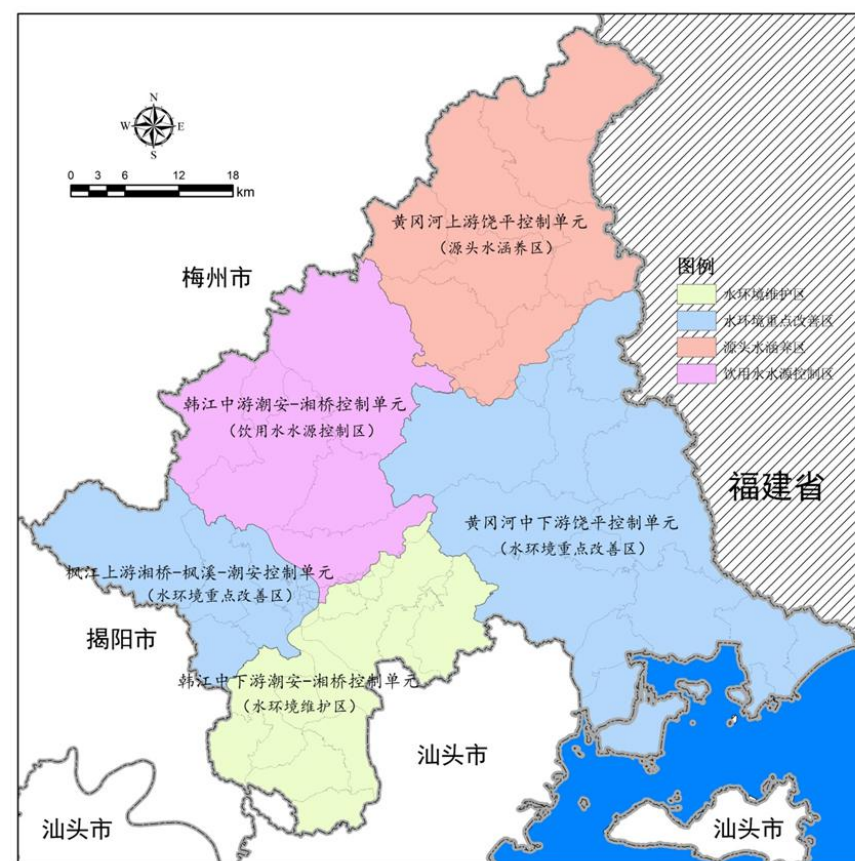 N
W E
S
0 3 6 12 18
km
黄冈河上游饶平控制单元
（源头水涵养区）
梅州市
图例
水环境维护区
水环境重点改善区
源头水涵养区
饮用水水源控制区
韩江中游潮安-湘桥控制单元
（饮用水水源控制区）
福建省
黄冈河中下游饶平控制单元
（水环境重点改善区）
枫江上游湘桥-枫溪-潮安控制单元
（水环境重点改善区）
揭阳市
韩江中下游潮安-湘桥控制单元
（水环境维护区）
汕头市
汕头市
汕头市